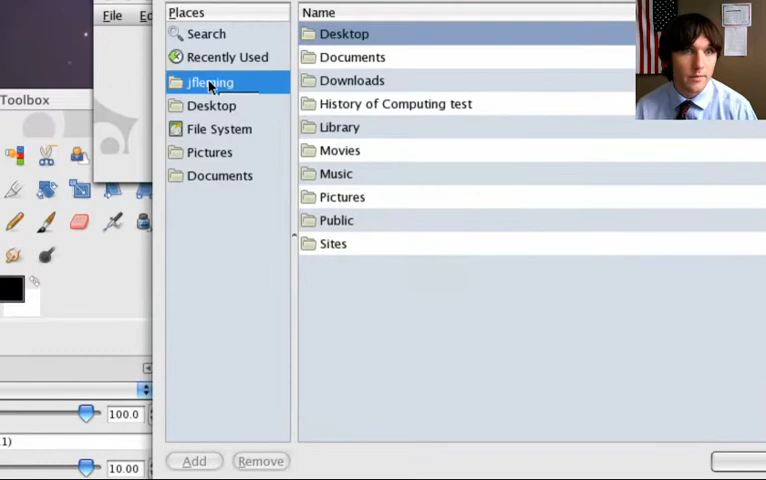 File Ed
Places
Name
Search
Desktop
Recently Used
Documents
jfleming
Downloads
Toolbox
Desktop
History of Computing test
File System
Library
Pictures
Movies
Documents
Music
Pictures
Public
Sites
100.0
1)
10.00
Add
Remove